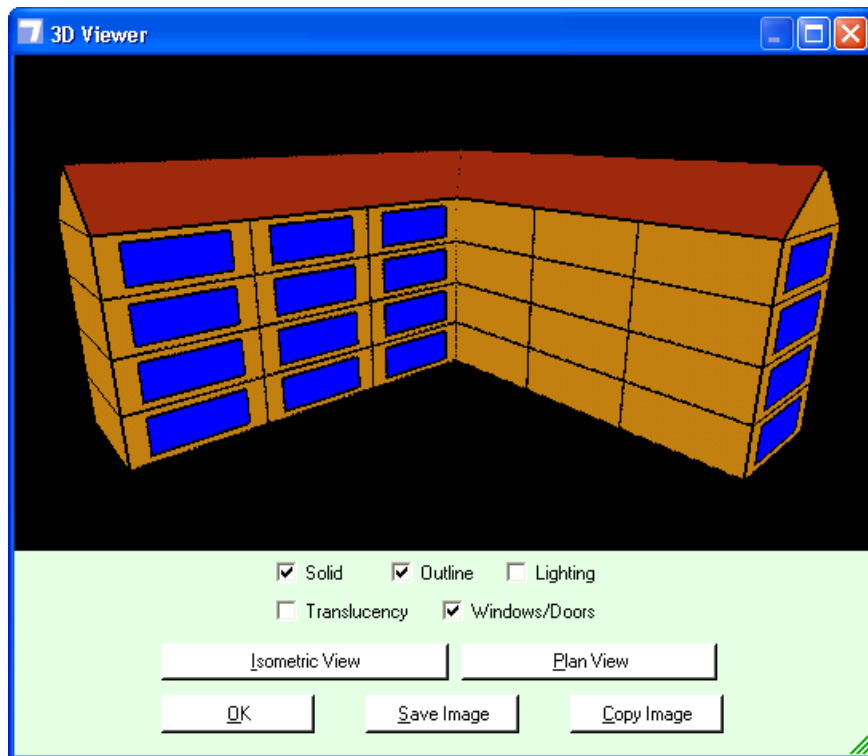 3D Viewer
Solid Outline Lighting
Translucency Windows/Doors
Isometric View Plan View
OK Save Image Copy Image